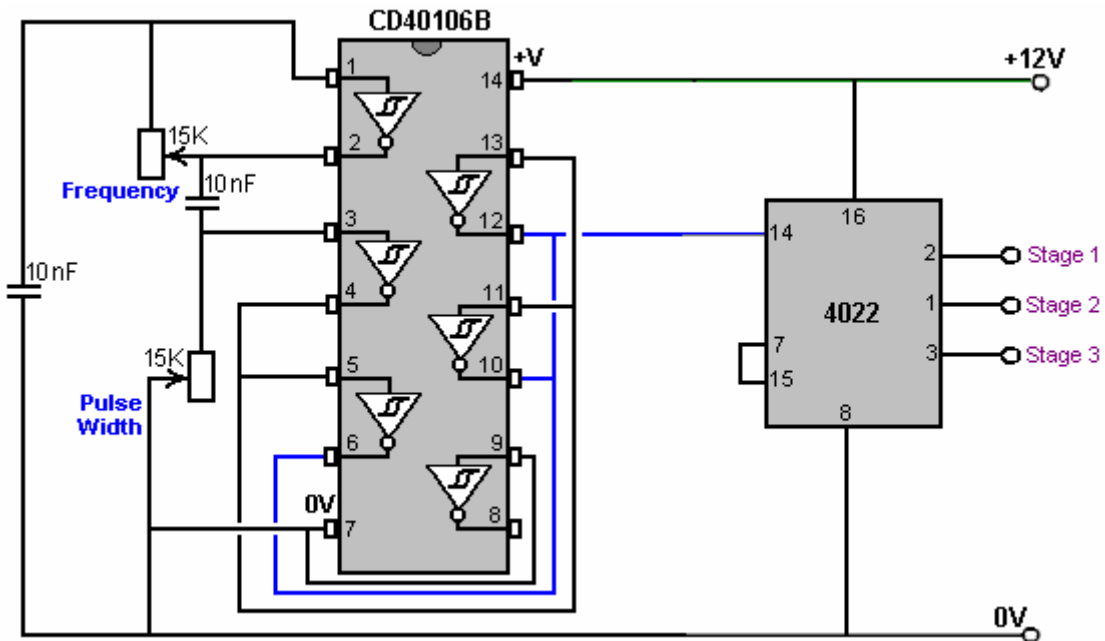 CD40106B
+V
+12V
1
14
15K
2
13
Frequency
10nF
3
12
14
16
2
Stage 1
10nF
4
11
4022
1
Stage 2
15K
5
10
7
3
Stage 3
15
Pulse
Width
8
6
9
0V
7
8
0V